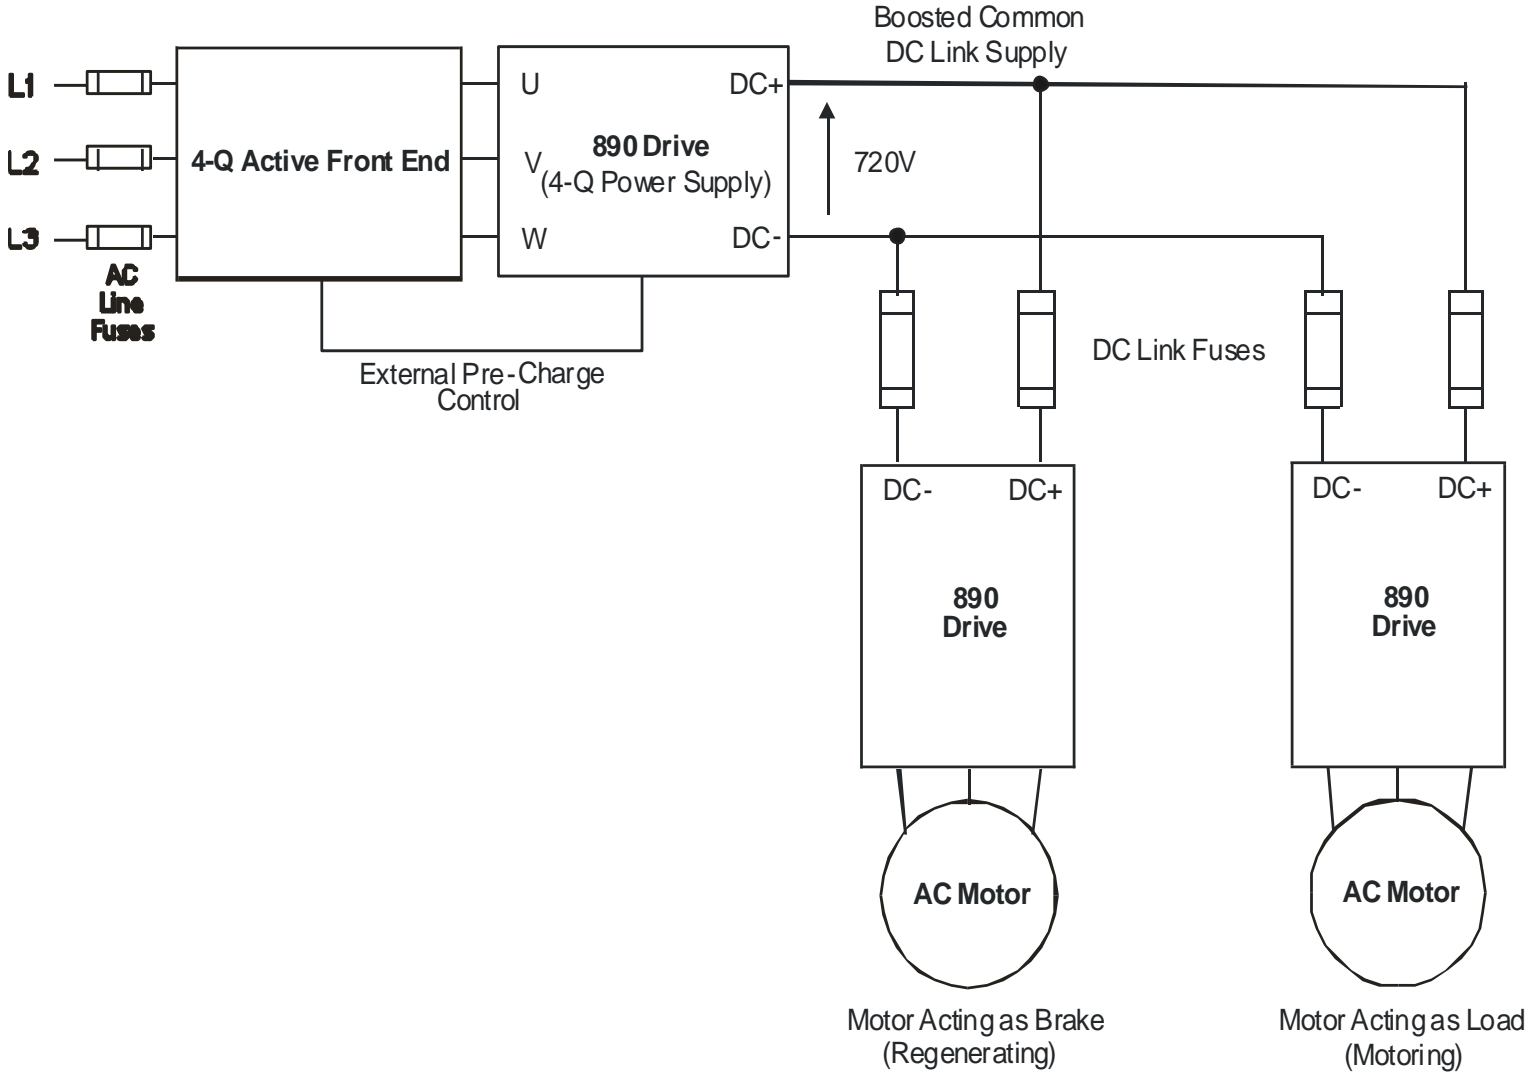 Boosted Common
DC Link Supply
L1
U
DC+
890 Drive
L2
4-Q Active Front End
V
(4-Q Power Supply)
720V
L3
W
DC-
AC
Line
Fuses
External Pre-Charge
Control
DC Link Fuses
DC-
DC+
DC-
DC+
890
Drive
890
Drive
AC Motor
AC Motor
Motor Acting as Brake
(Regenerating)
Motor Acting as Load
(Motoring)